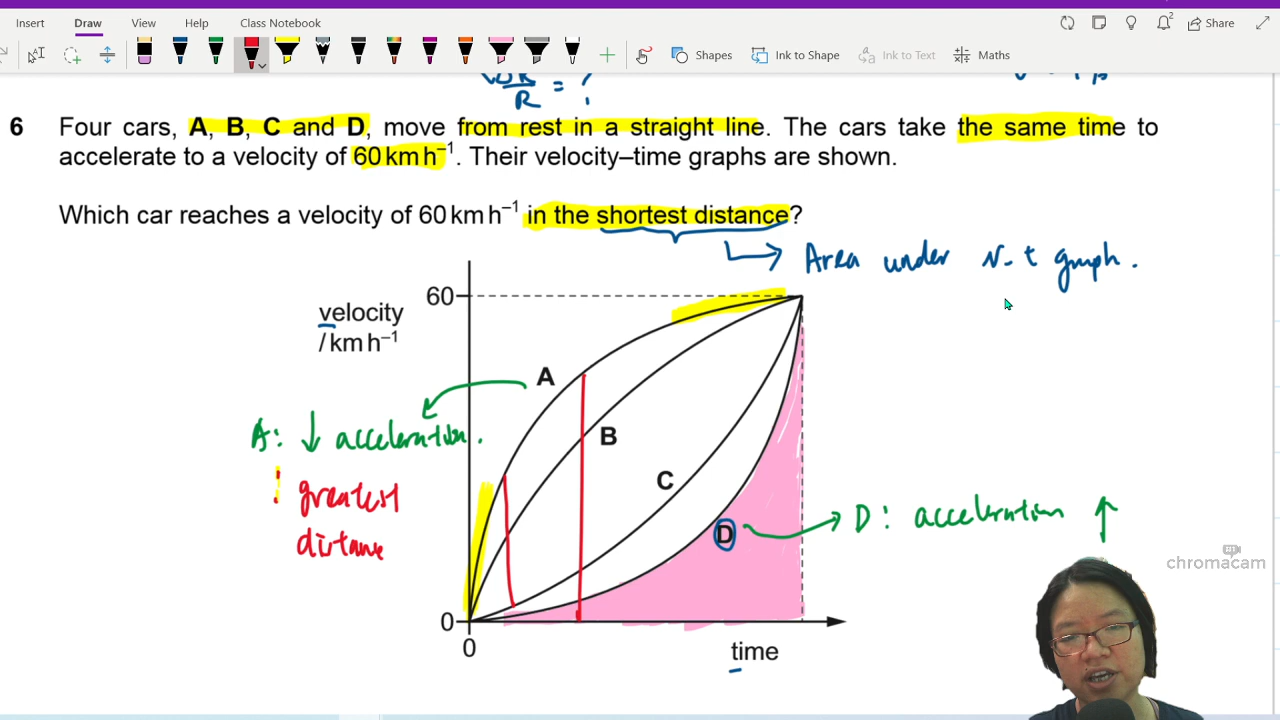 Insert Draw View Help Class Notebook Share
Shapes Ink to Shape Ink to Text Maths
R = ?
6 Four cars, A, B, C and D, move from rest in a straight line. The cars take the same time to
accelerate to a velocity of 60 km h⁻¹. Their velocity–time graphs are shown.
Which car reaches a velocity of 60 km h⁻¹ in the shortest distance?
Area under v-t graph.
60
velocity
/ km h⁻¹
A
A: ↓ acceleration.
B
greatest
distance
C
D
D: acceleration ↑
chromacam
0
0
time